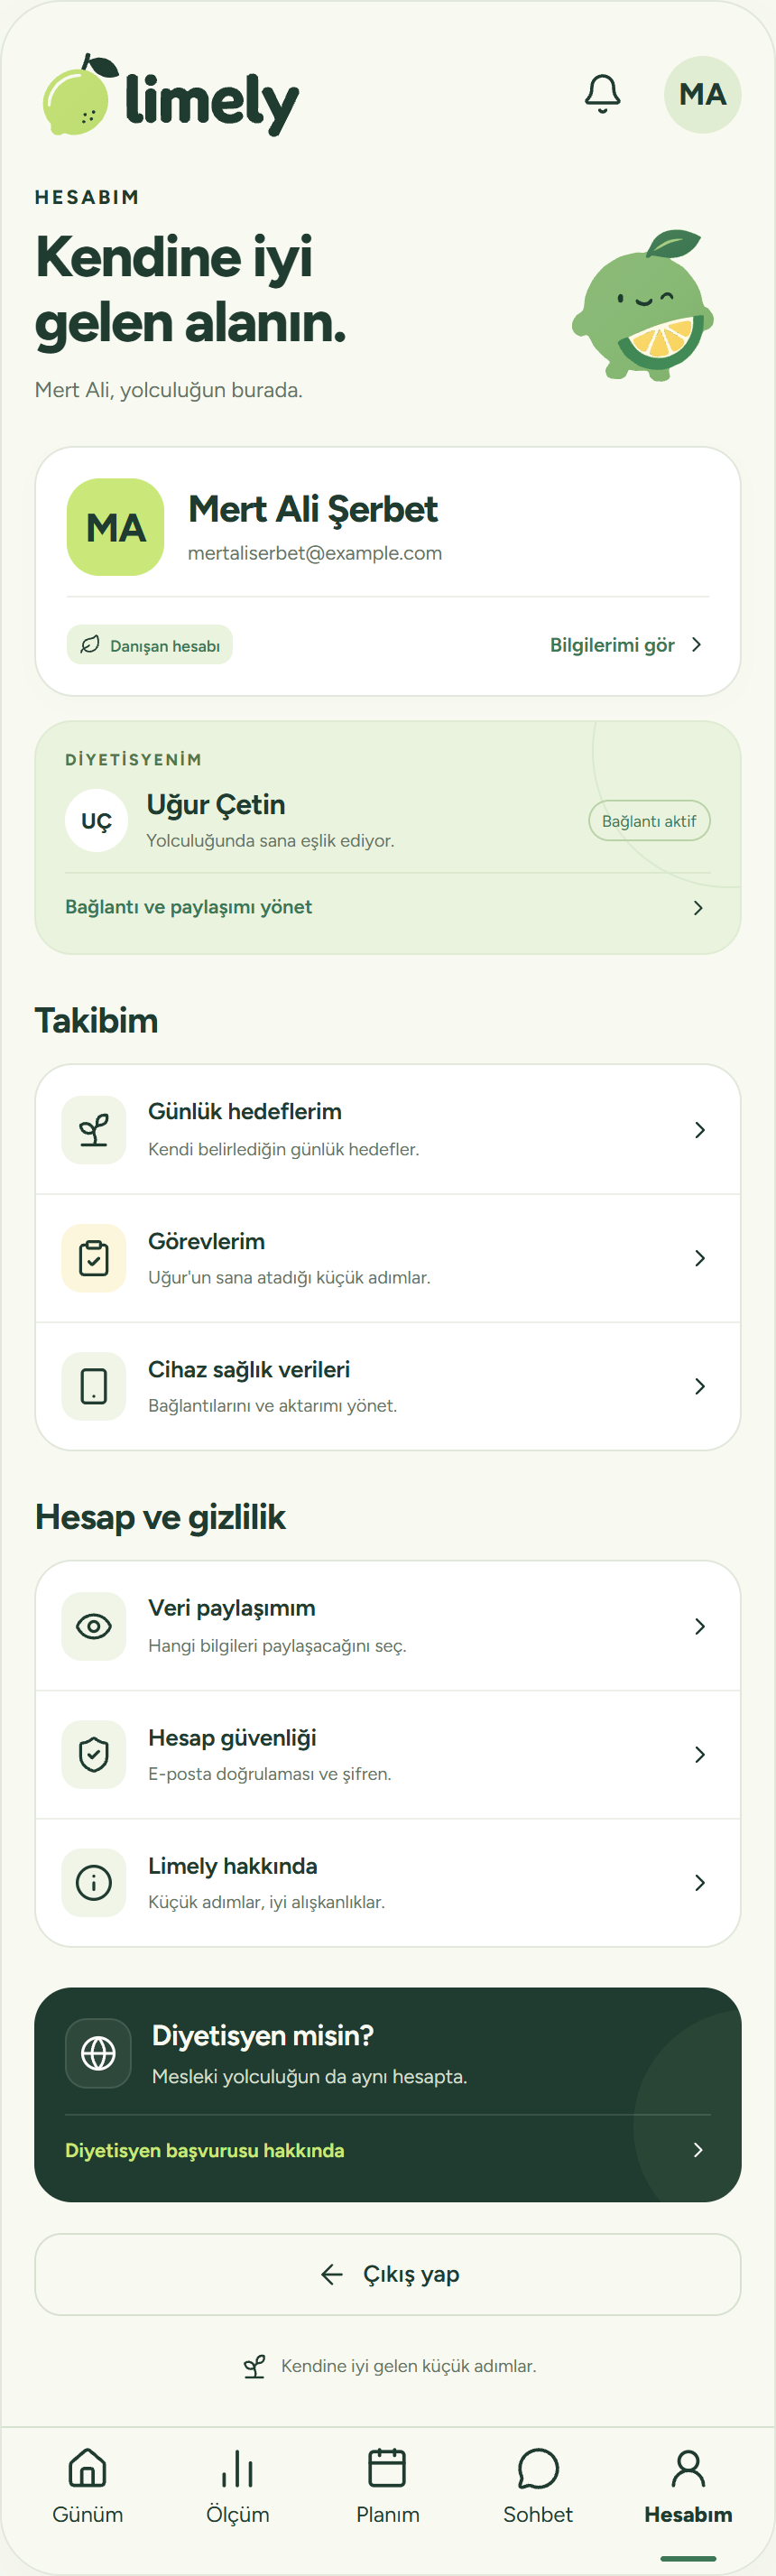 limely
MA
HESABIM
Kendine iyi
gelen alanın.
Mert Ali, yolculuğun burada.
MA
Mert Ali Şerbet
mertaliserbet@example.com
Danışan hesabı
Bilgilerimi gör
DİYETİSYENİM
UÇ
Uğur Çetin
Yolculuğunda sana eşlik ediyor.
Bağlantı aktif
Bağlantı ve paylaşımı yönet
Takibim
Günlük hedeflerim
Kendi belirlediğin günlük hedefler.
Görevlerim
Uğur'un sana atadığı küçük adımlar.
Cihaz sağlık verileri
Bağlantılarını ve aktarımı yönet.
Hesap ve gizlilik
Veri paylaşımım
Hangi bilgileri paylaşacağını seç.
Hesap güvenliği
E-posta doğrulaması ve şifren.
Limely hakkında
Küçük adımlar, iyi alışkanlıklar.
Diyetisyen misin?
Mesleki yolculuğun da aynı hesapta.
Diyetisyen başvurusu hakkında
Çıkış yap
Kendine iyi gelen küçük adımlar.
Günüm
Ölçüm
Planım
Sohbet
Hesabım